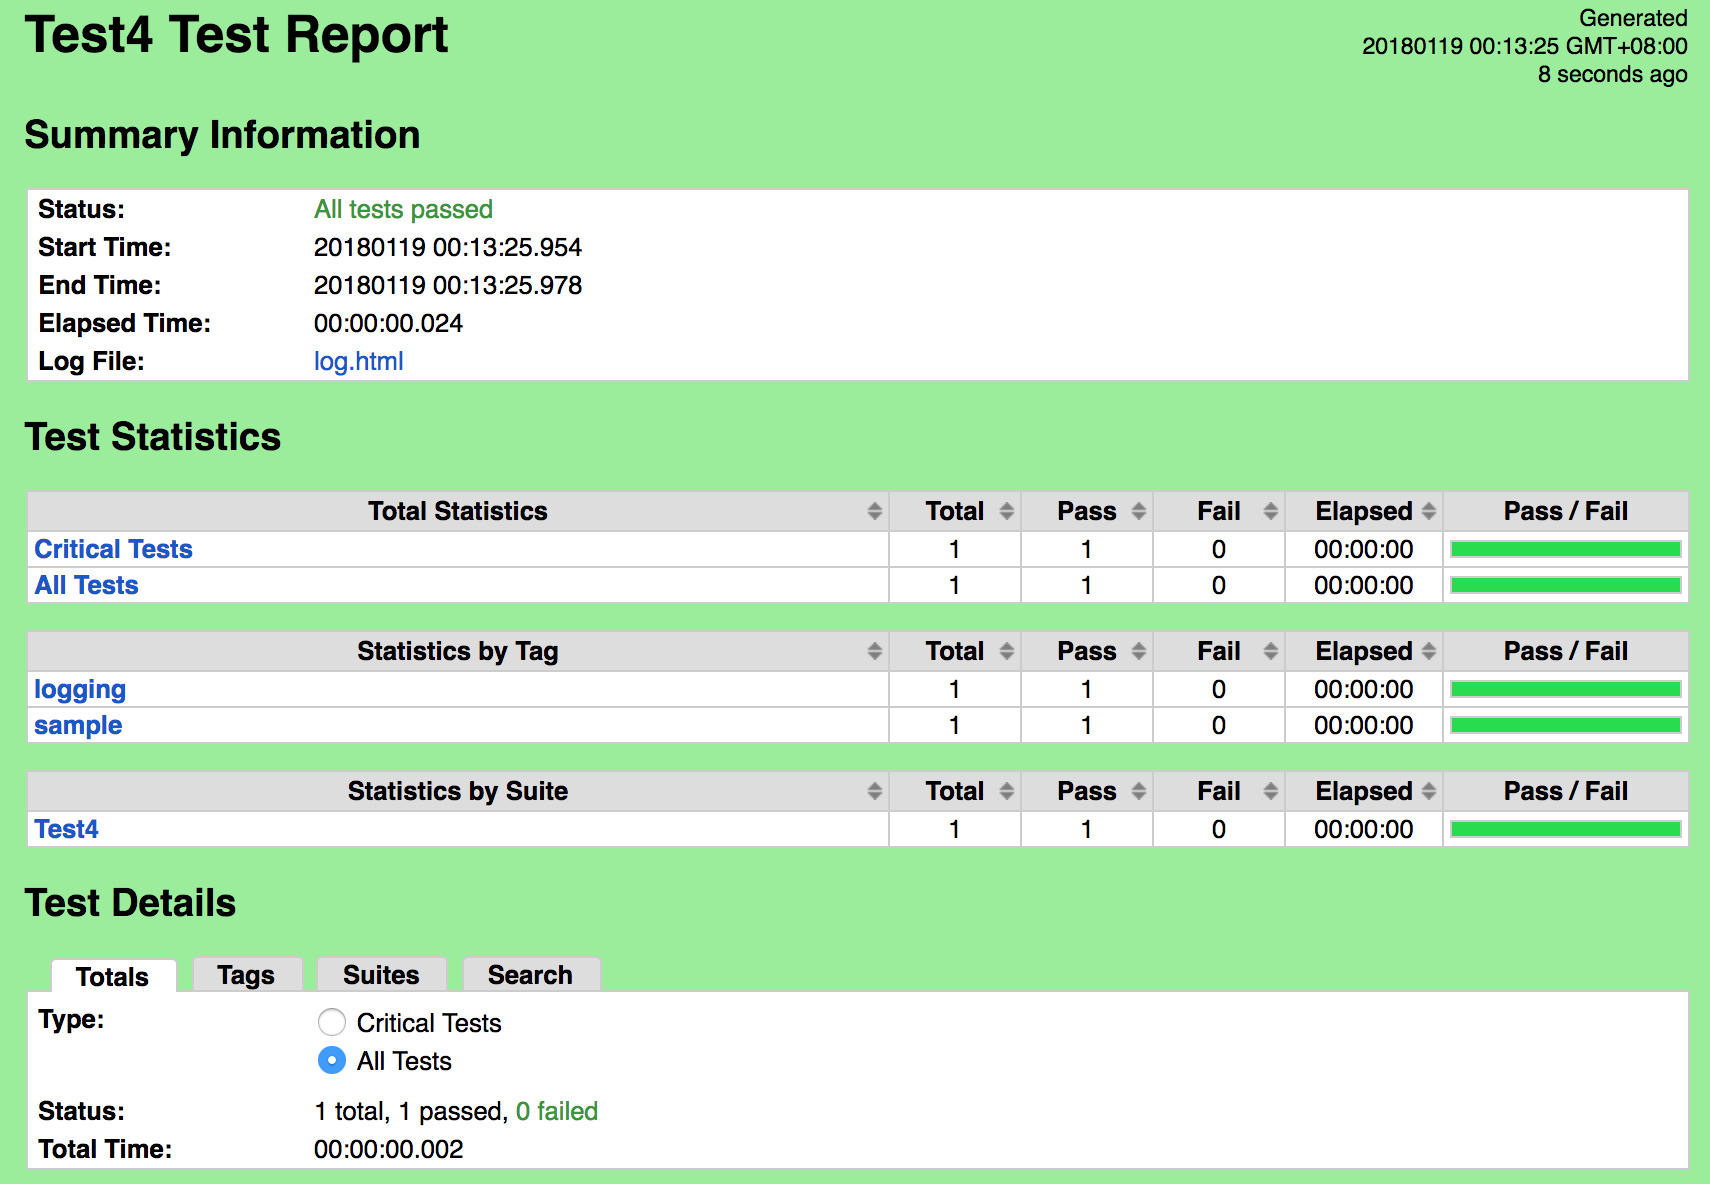 Test4 Test Report
Generated
20180119 00:13:25 GMT+08:00
8 seconds ago
Summary Information
Status: All tests passed
Start Time: 20180119 00:13:25.954
End Time: 20180119 00:13:25.978
Elapsed Time: 00:00:00.024
Log File: log.html
Test Statistics
Total Statistics Total Pass Fail Elapsed Pass / Fail
Critical Tests 1 1 0 00:00:00
All Tests 1 1 0 00:00:00
Statistics by Tag Total Pass Fail Elapsed Pass / Fail
logging 1 1 0 00:00:00
sample 1 1 0 00:00:00
Statistics by Suite Total Pass Fail Elapsed Pass / Fail
Test4 1 1 0 00:00:00
Test Details
Totals Tags Suites Search
Type: Critical Tests
All Tests
Status: 1 total, 1 passed, 0 failed
Total Time: 00:00:00.002